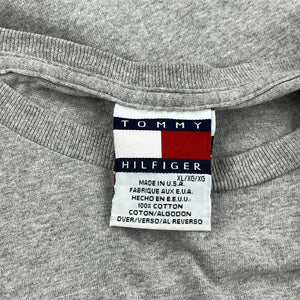 TOMMY
HILFIGER
XL/XG/XG
MADE IN U.S.A.
FABRIQUE AUX E.U.A.
HECHO EN E.E.U.U.
100% COTTON
COTON/ALGODON
OVER/VERSO/AL REVERSO